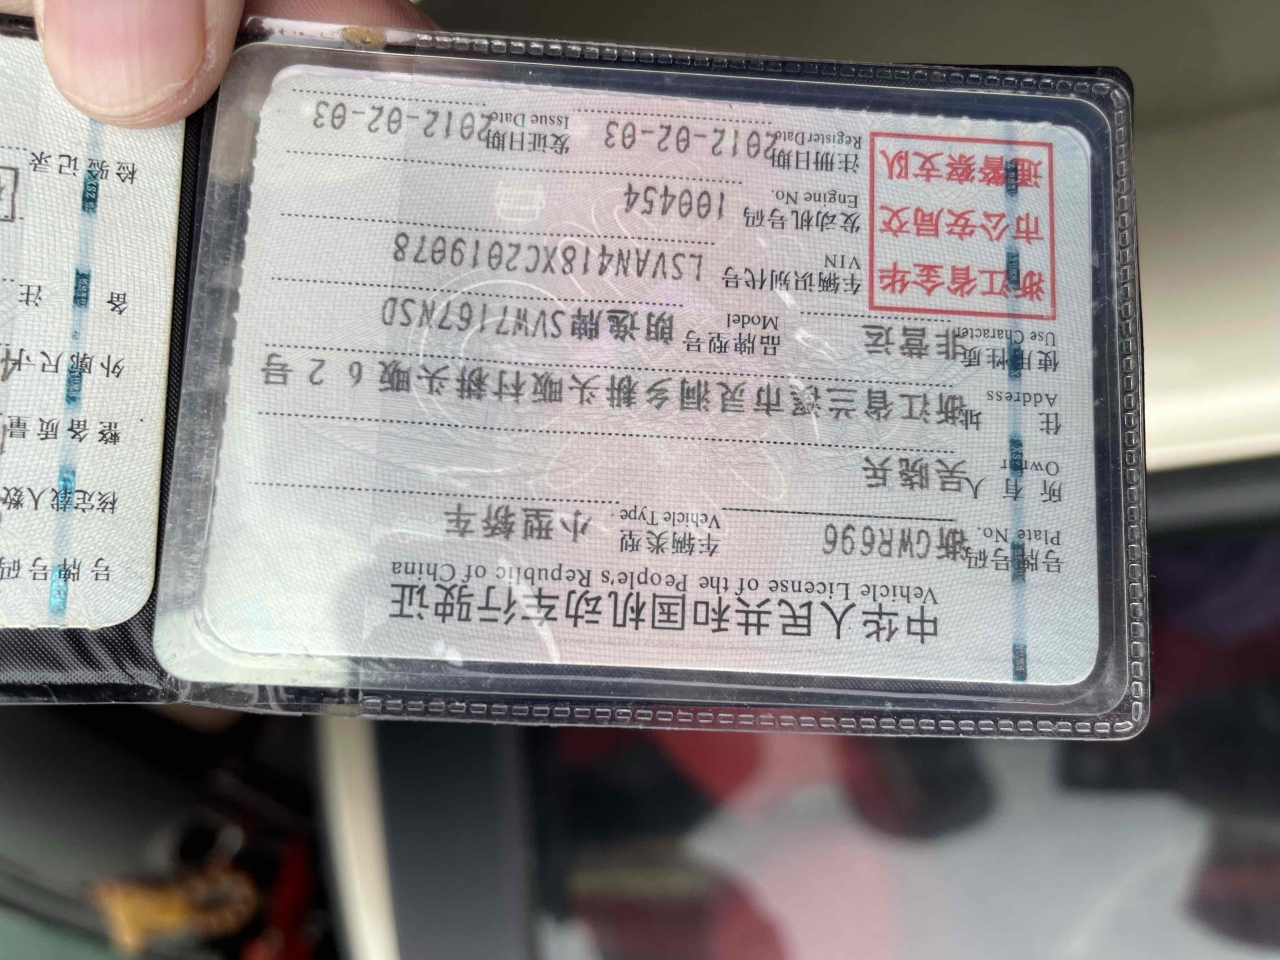 中华人民共和国机动车行驶证
Vehicle License of the People's Republic of China
号牌号码 Plate No. 浙GWR696 车辆类型 Vehicle Type 小型轿车
所有人 Owner 吴晓兵
住址 Address 浙江省兰溪市灵洞乡耕头畈村耕头畈62号
使用性质 Use Character 非营运 品牌型号 Model 朗逸牌SVW7167NSD
浙江省金华
市公安局交
通警察支队
车辆识别代号 VIN LSVAN418XC2019078
发动机号码 Engine No. 100454
注册日期 Register Date 2012-02-03 发证日期 Issue Date 2012-02-03
号牌号码
核定载人数
整备质量
外廓尺寸
备注
检验记录